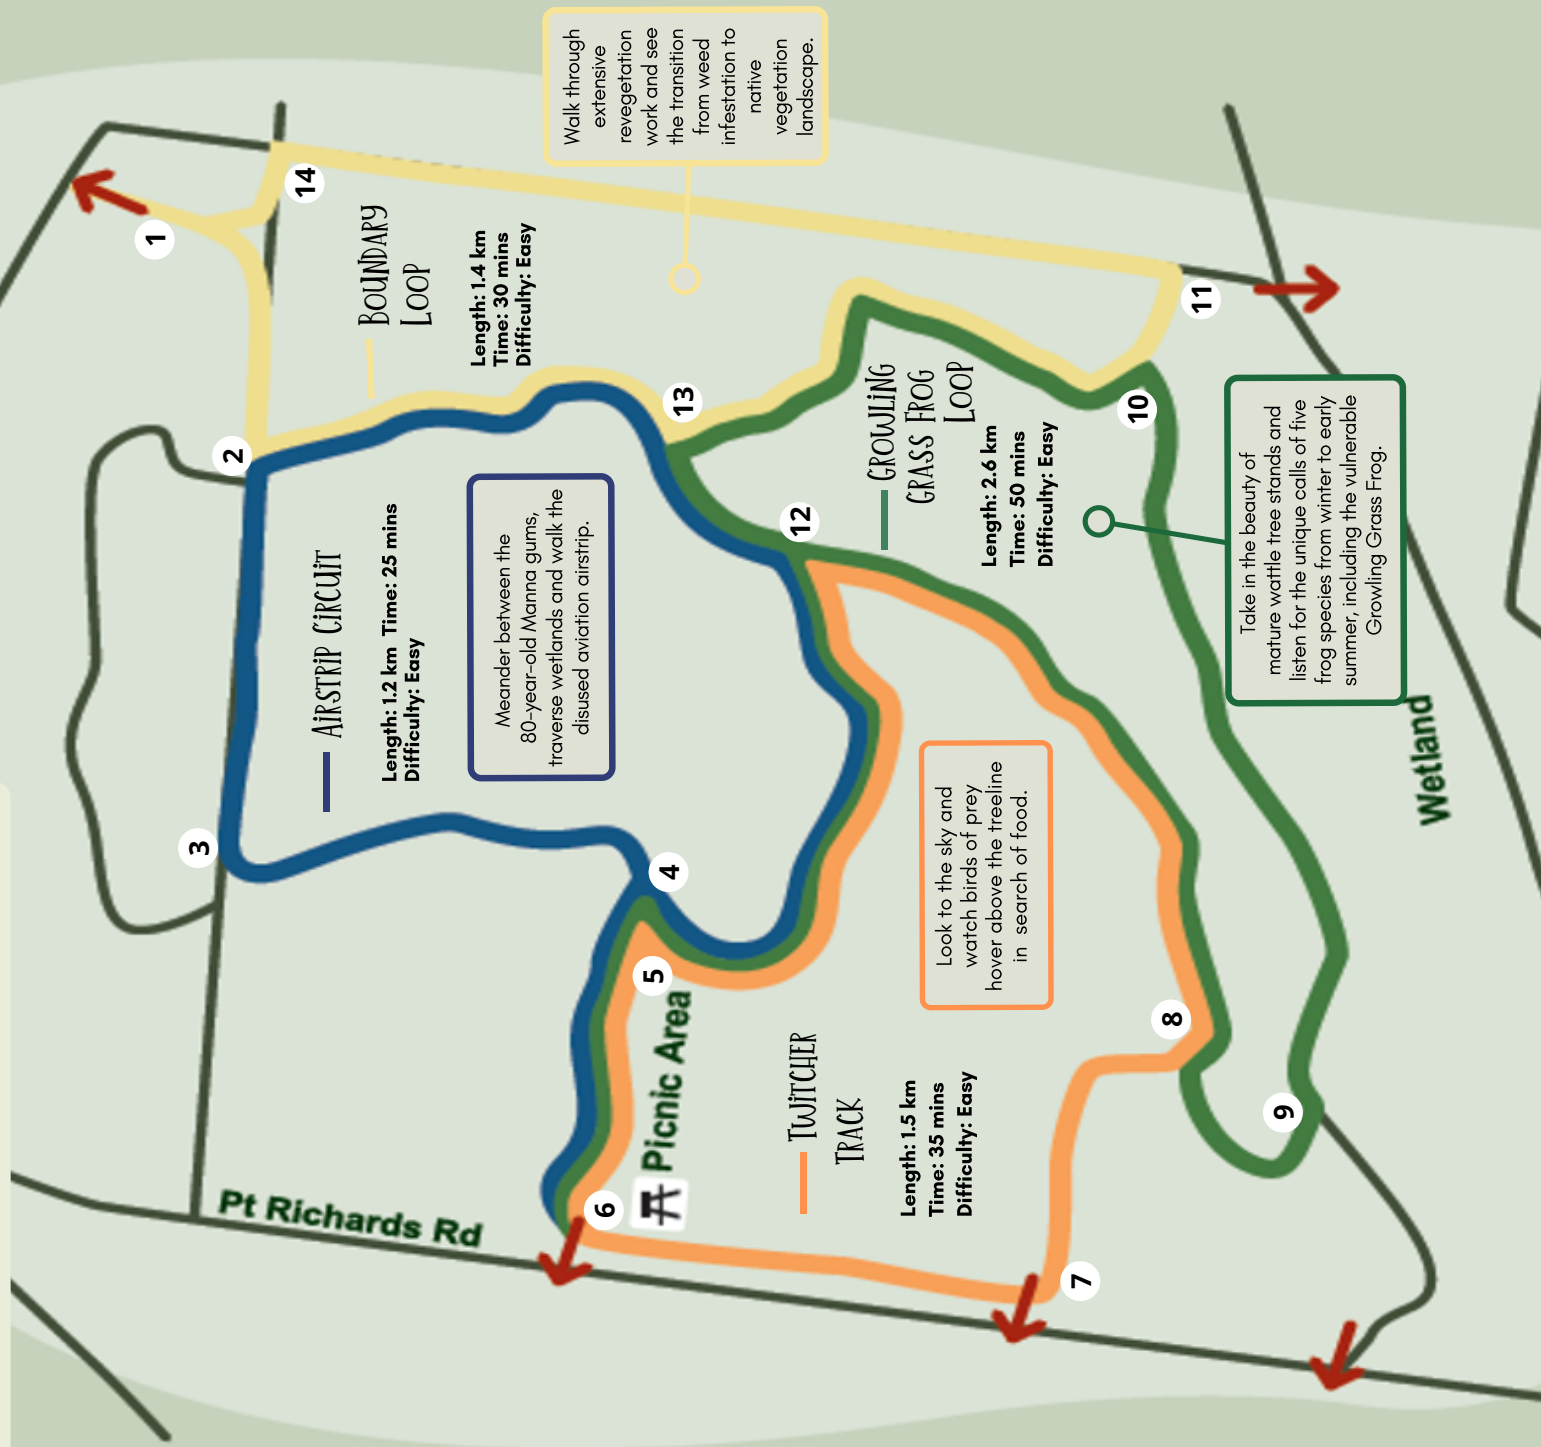 1
14
2
3
BOUNDARY
LOOP
Length: 1.4 km
Time: 30 mins
Difficulty: Easy
Walk through
extensive
revegetation
work and see
the transition
from weed
infestation to
native
vegetation
landscape.
AIRSTRIP CIRCUIT
Length: 1.2 km Time: 25 mins
Difficulty: Easy
Meander between the
80-year-old Manna gums,
traverse wetlands and walk the
disused aviation airstrip.
13
12
4
5
6
Picnic Area
Pt Richards Rd
GROWLING
GRASS FROG
LOOP
Length: 2.6 km
Time: 50 mins
Difficulty: Easy
Take in the beauty of
mature wattle tree stands and
listen for the unique calls of five
frog species from winter to early
summer, including the vulnerable
Growling Grass Frog.
10
11
TWITCHER
TRACK
Length: 1.5 km
Time: 35 mins
Difficulty: Easy
Look to the sky and
watch birds of prey
hover above the treeline
in search of food.
7
8
9
Wetland